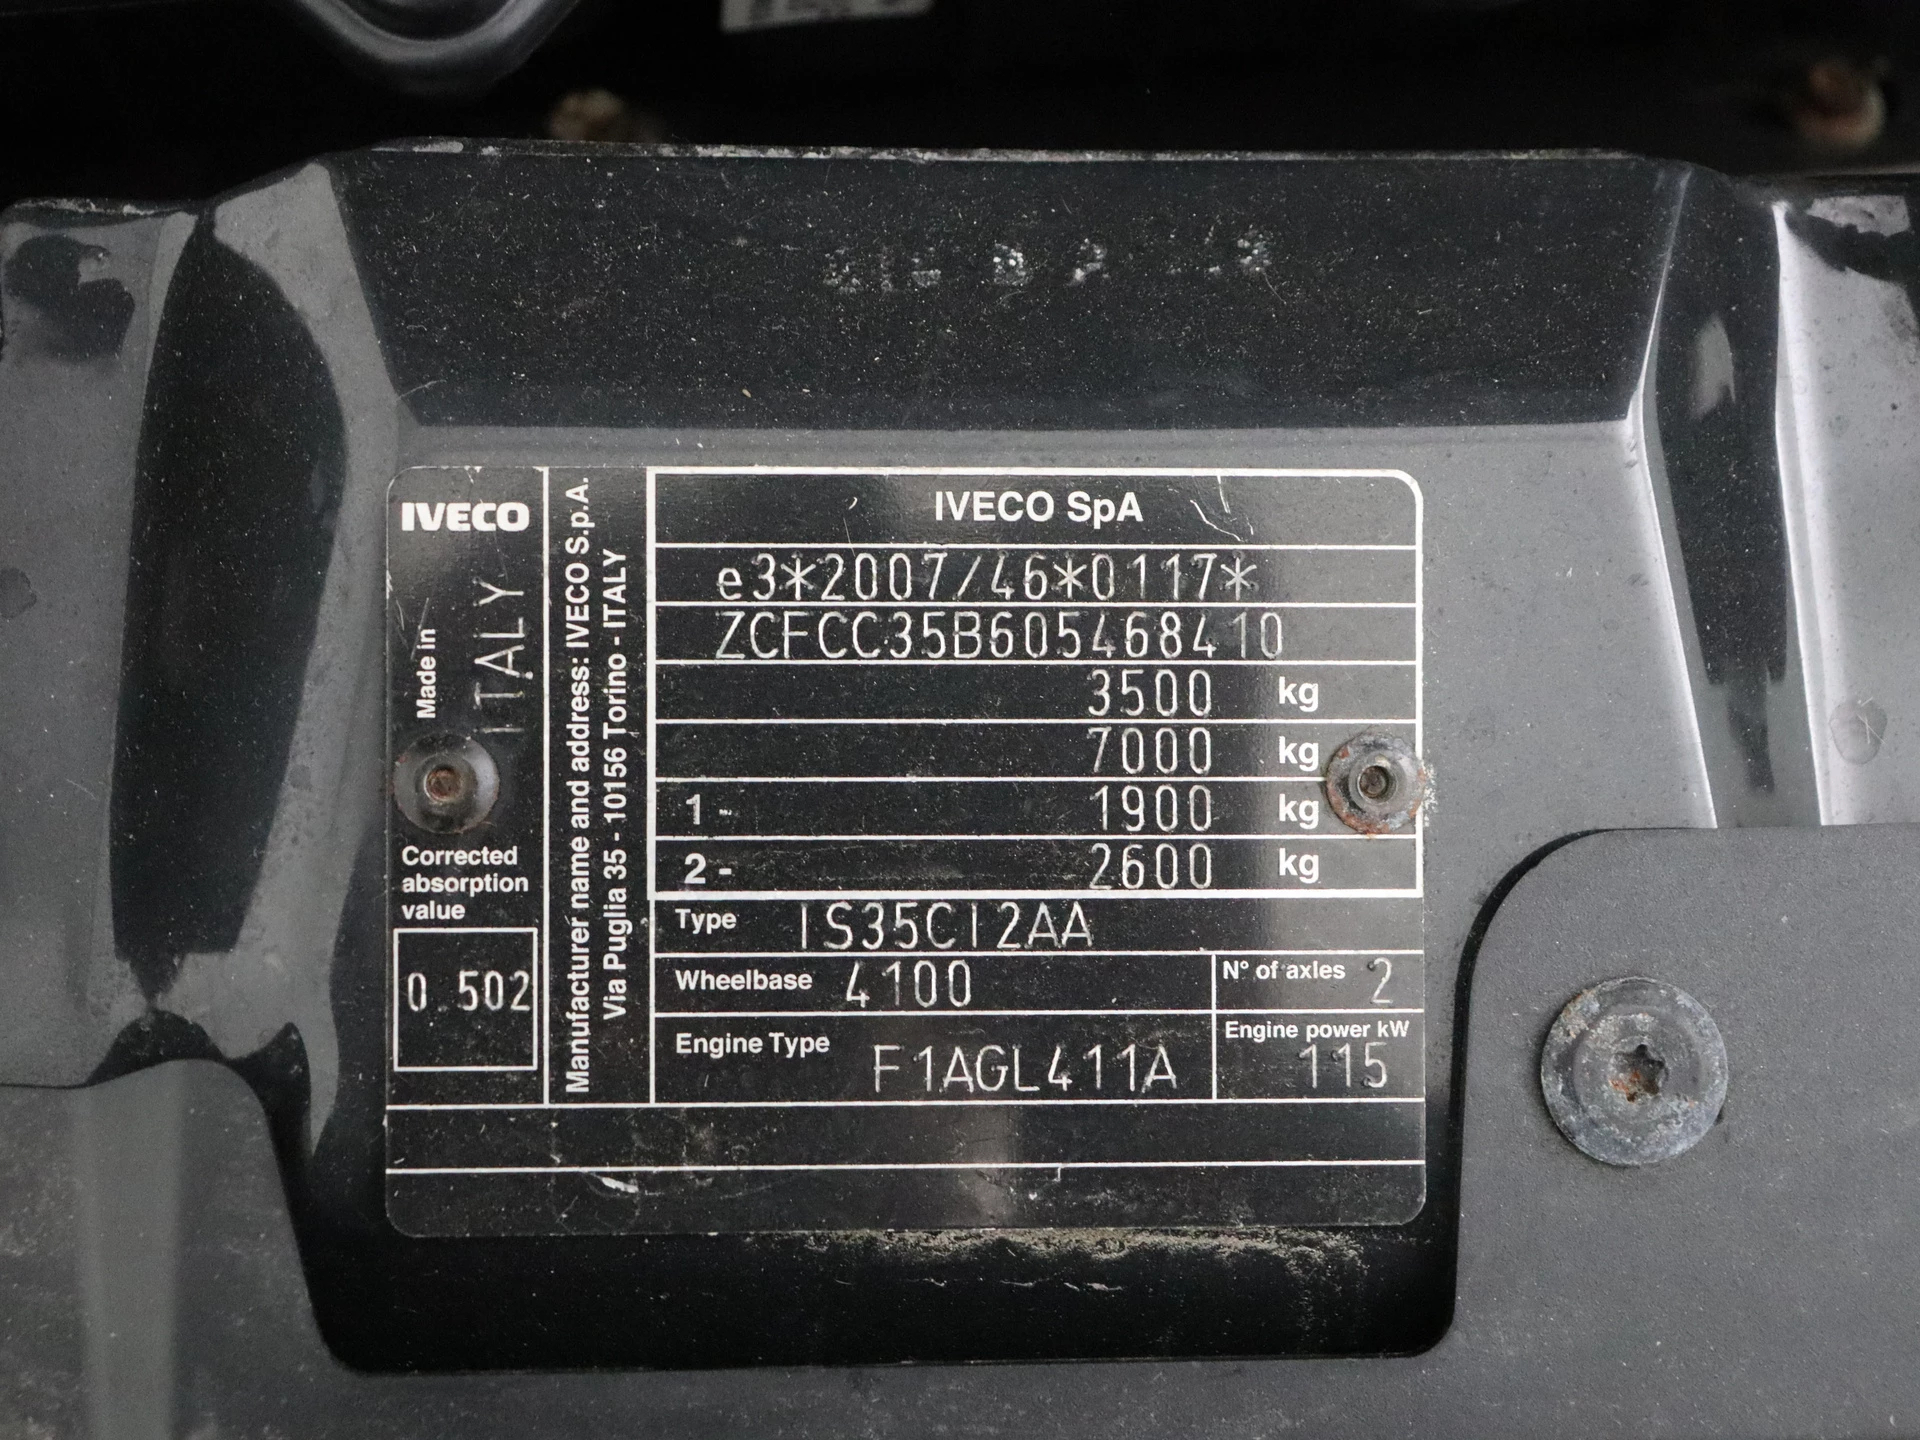 IVECO
Made in
ITALY
Corrected
absorption
value
0.502
Manufacturer name and address: IVECO S.p.A.
Via Puglia 35 - 10156 Torino - ITALY
IVECO SpA
e3*2007/46*0117*
ZCFCC35B605468410
3500 kg
7000 kg
1- 1900 kg
2- 2600 kg
Type IS35CI2AA
Wheelbase 4100
N° of axles 2
Engine Type F1AGL411A
Engine power kW
115